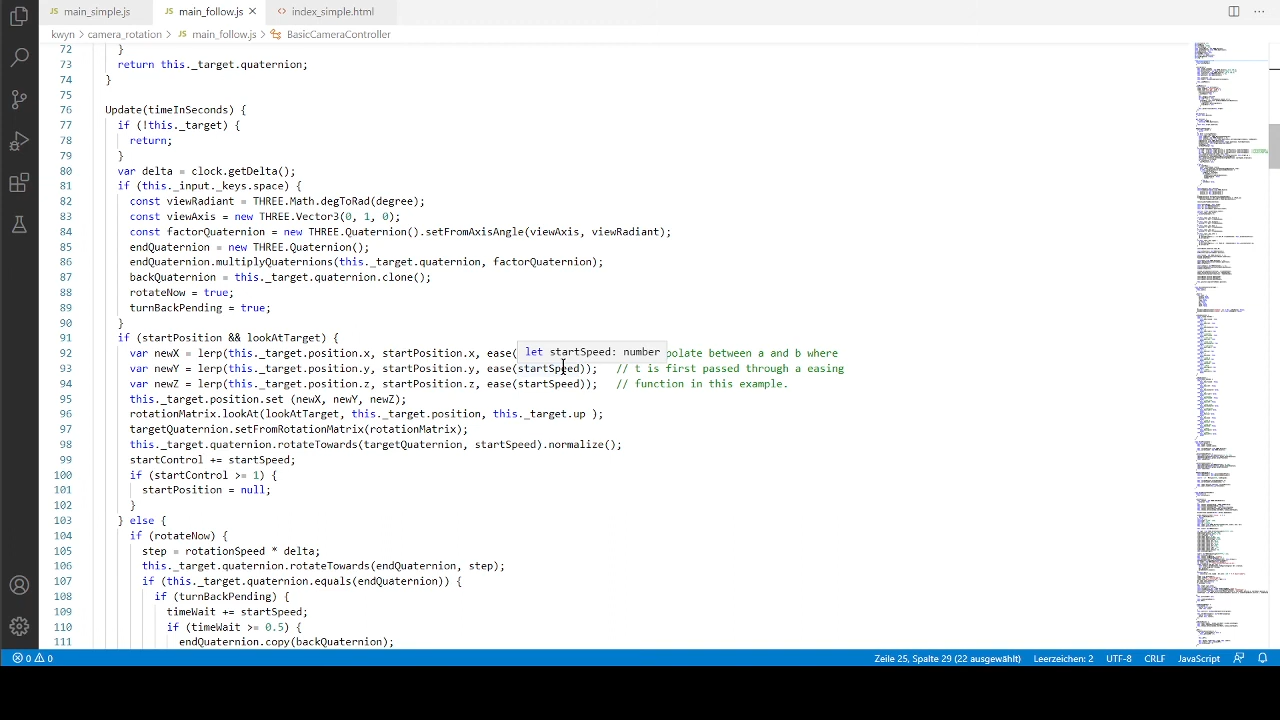 main_simple.js
main_follow.js
index_simple.html
kwyn > camera_rotation > JS main_follow.js > BasicCameraController
72 }
73 return this._target.quaternion;
74 }
75
76 Update(timeInSeconds) {
77 if (!this._target) {
78 return;
79 }
80 var delta = clock.getDelta();
81 if (this._input._keys.space) {
82 const viewRadiant = THREE.Math.degToRad(degree);
83 const viewAxis = new THREE.Vector3(0, 1, 0);
84 const factorQuaternion = new THREE.Quaternion().setFromAxisAngle(viewAxis, viewRadiant);
85 endQuaternion = new THREE.Quaternion();
86 endQuaternion.multiplyQuaternions(this._target.quaternion, factorQuaternion);
87 backQuaternion = this._target.quaternion.clone();
88 rotateNow = true;
89 turnBackPending = true;
90 }
91 if (startPosition && lookAtTarget) {
92 var newX = lerp(this._target.position.x, polate between a and b where
let startSpeed: number
93 var newY = lerp(this._target.position.y, startSpeed // t is first passed through a easing
94 var newZ = lerp(this._target.position.z, startPosition.z, startSpeed // function in this example.
95 this._target.position.set (newX, newY, newZ);
96 rotationMatrix.lookAt(lookAtTarget, this._target.position, this._target.up );
97 targetQuaternion.setFromRotationMatrix(rotationMatrix);
98 this._target.quaternion.rotateTowards(targetQuaternion, startSpeed).normalize();
99 startControl += startSpeed;
100 if (startControl >= 1) {
101 startPosition = null;
102 }
103 } else {
104 if (rotateNow)
105 step = rotationSpeed * delta;
106 this._target.quaternion.rotateTowards(endQuaternion, step
107 if (this._target.quaternion.equals(endQuaternion)) {
108 if (turnBackPending) {
109 timeWait += startSpeed;
110 if (timeWait >= 0.5)
111 endQuaternion.copy(backQuaternion);
0 0 Zeile 25, Spalte 29 (22 ausgewählt) Leerzeichen: 2 UTF-8 CRLF JavaScript